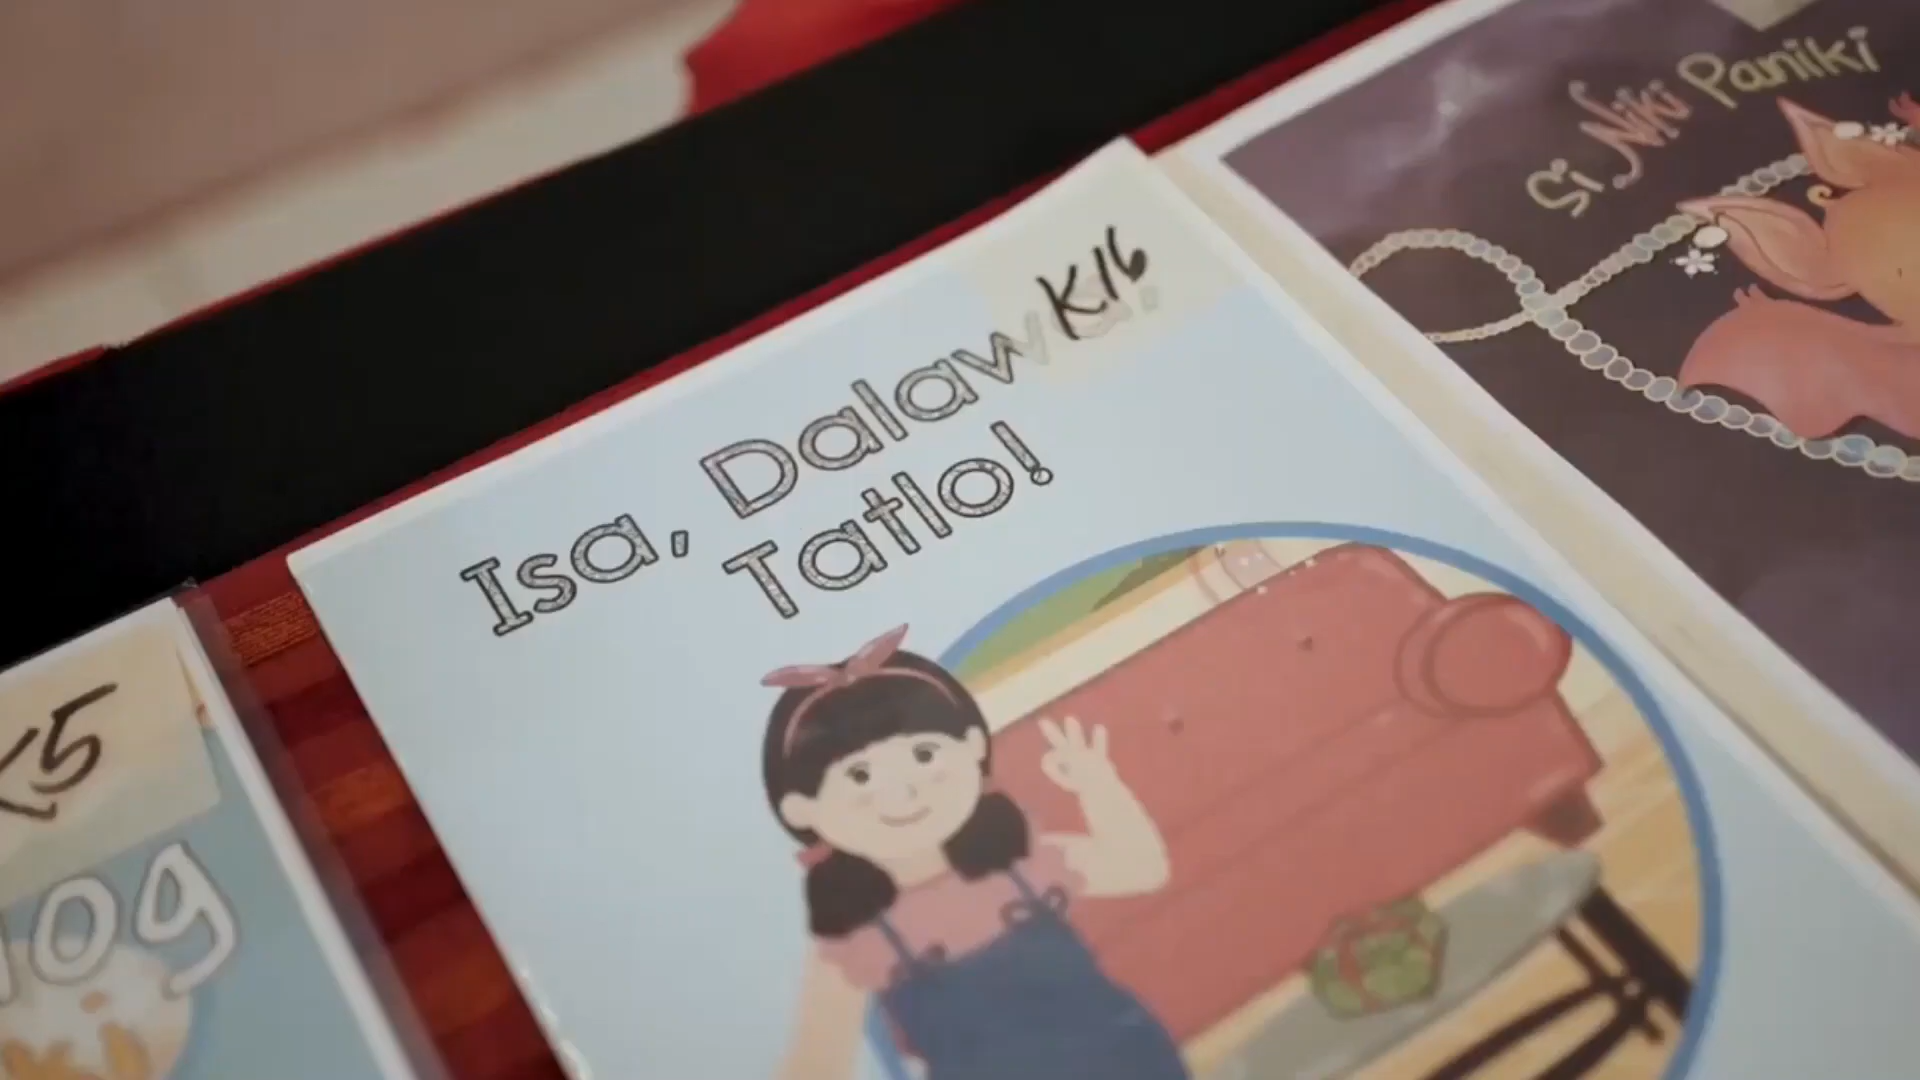 Si Niki Paniki
K16
Isa, Dalawa,
Tatlo!
K5